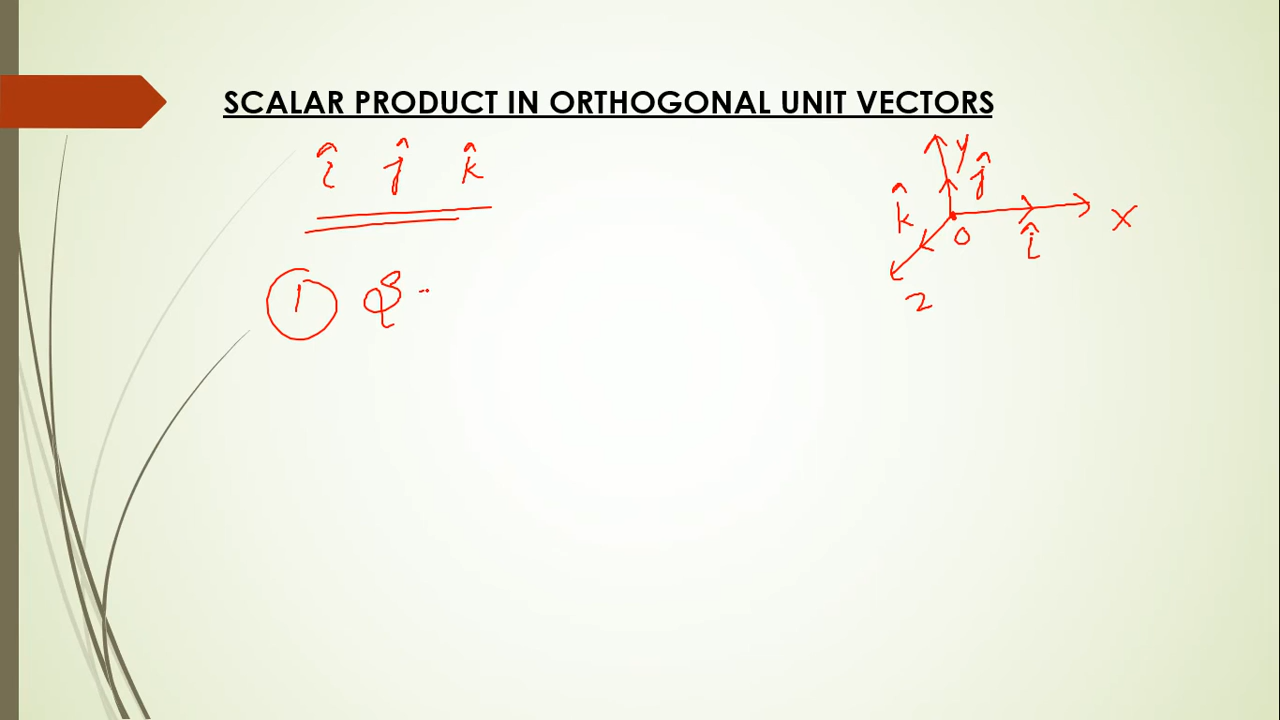 SCALAR PRODUCT IN ORTHOGONAL UNIT VECTORS
î ĵ k̂
y
ĵ
k̂
X
O
î
z
1